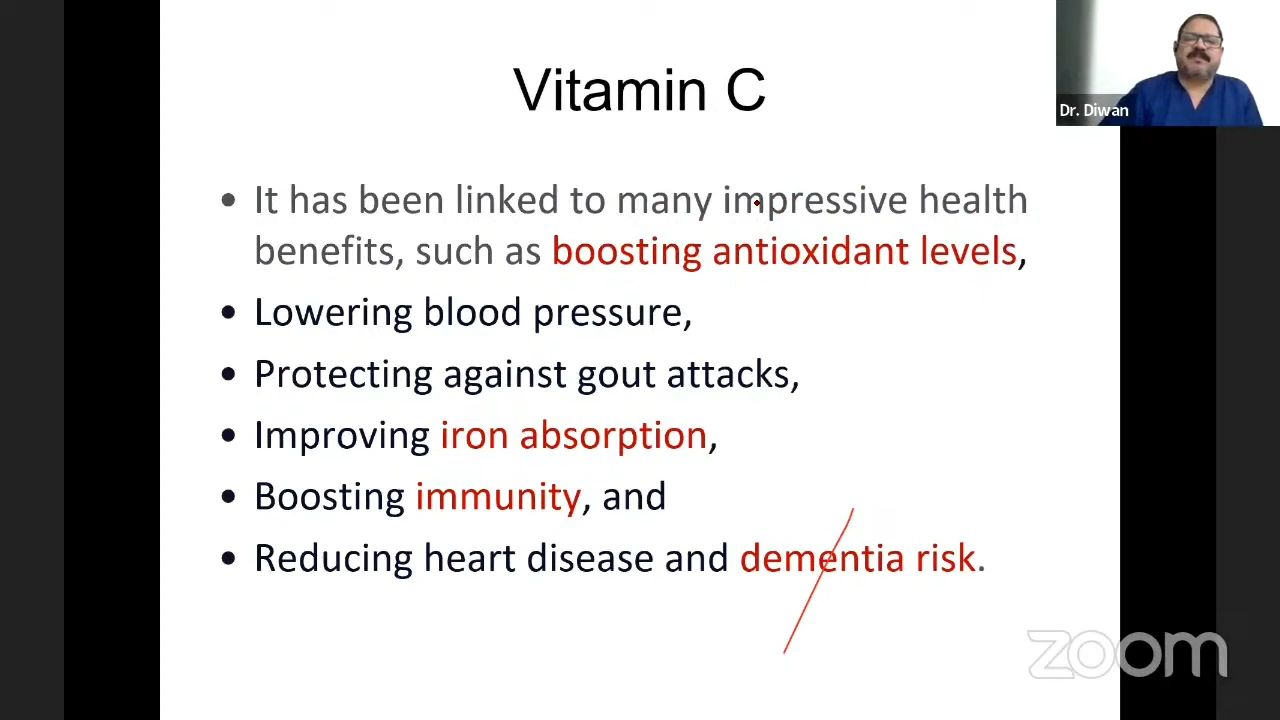 Vitamin C
Dr. Diwan
• It has been linked to many impressive health
benefits, such as boosting antioxidant levels,
• Lowering blood pressure,
• Protecting against gout attacks,
• Improving iron absorption,
• Boosting immunity, and
• Reducing heart disease and dementia risk.
zoom